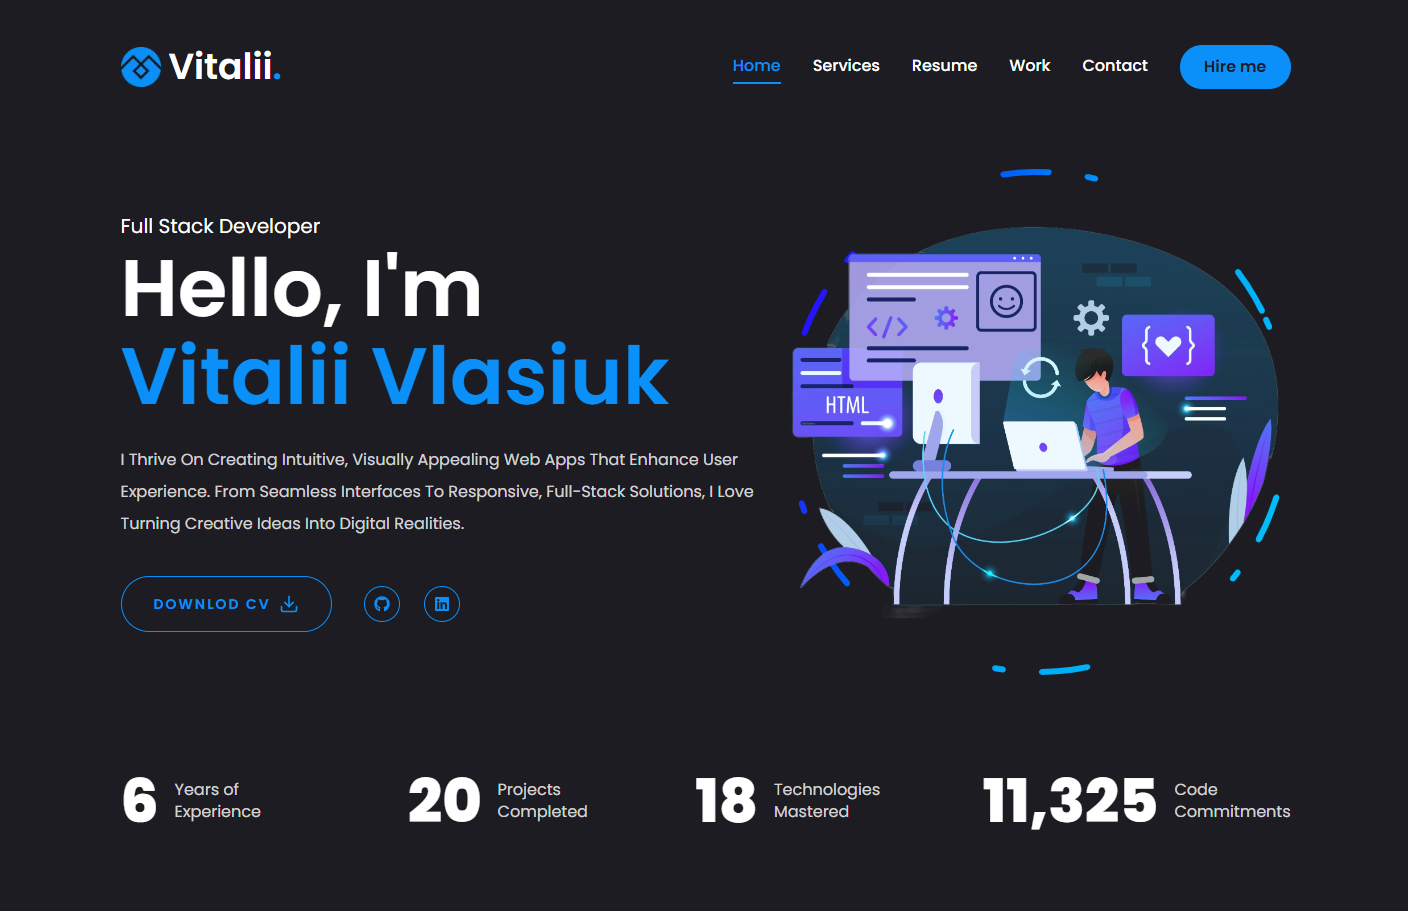 Vitalii.
Home
Services
Resume
Work
Contact
Hire me
Full Stack Developer
Hello, I'm
Vitalii Vlasiuk
I Thrive On Creating Intuitive, Visually Appealing Web Apps That Enhance User
Experience. From Seamless Interfaces To Responsive, Full-Stack Solutions, I Love
Turning Creative Ideas Into Digital Realities.
DOWNLOD CV
</>
HTML
6
Years of
Experience
20
Projects
Completed
18
Technologies
Mastered
11,325
Code
Commitments